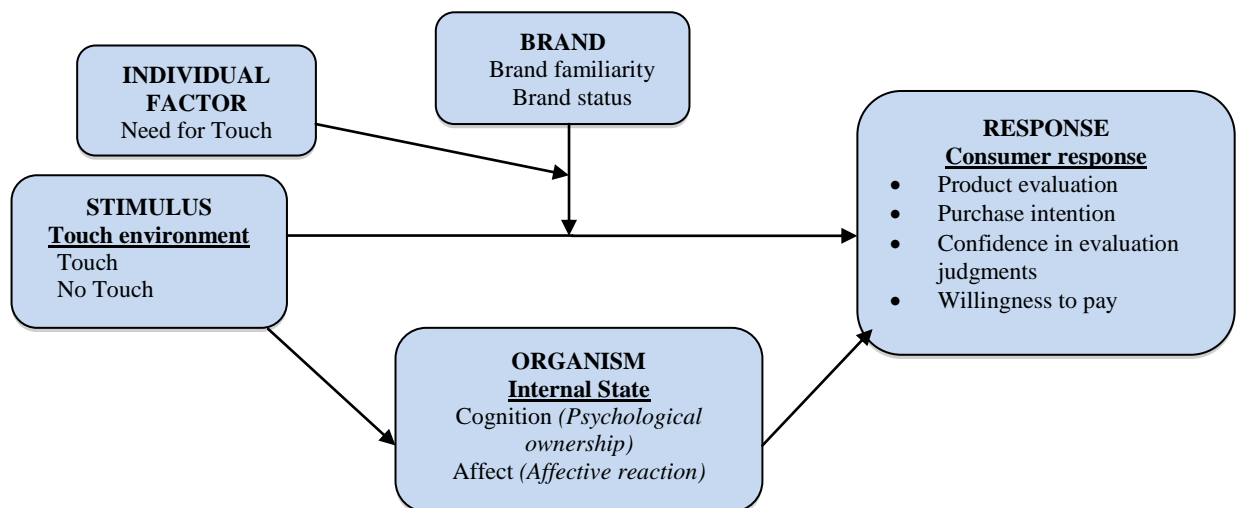 BRAND
Brand familiarity
Brand status
INDIVIDUAL
FACTOR
Need for Touch
STIMULUS
Touch environment
Touch
No Touch
RESPONSE
Consumer response
• Product evaluation
• Purchase intention
• Confidence in evaluation
judgments
• Willingness to pay
ORGANISM
Internal State
Cognition (Psychological
ownership)
Affect (Affective reaction)